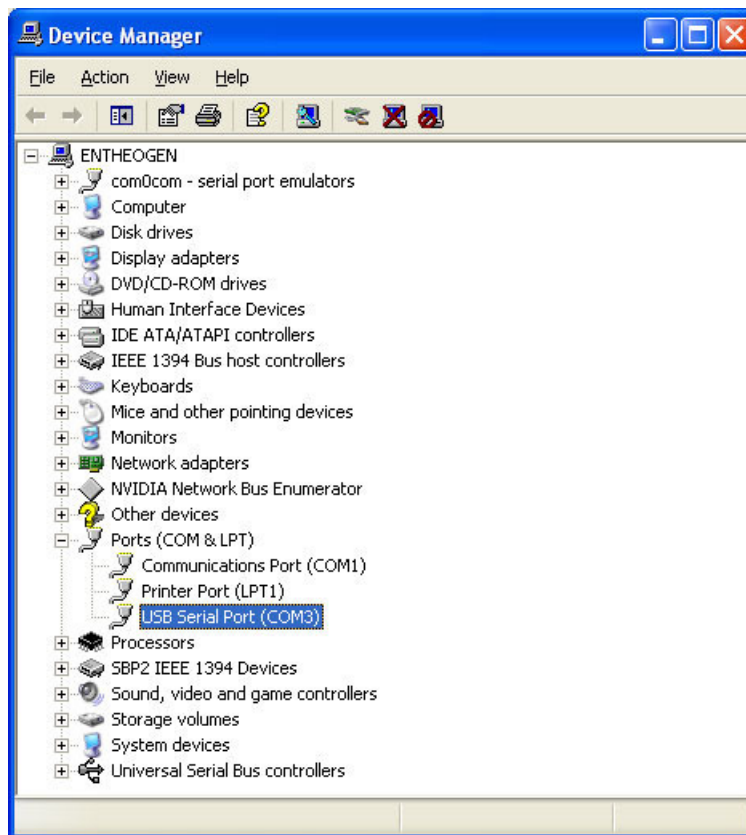 Device Manager
File Action View Help
ENTHEOGEN
com0com - serial port emulators
Computer
Disk drives
Display adapters
DVD/CD-ROM drives
Human Interface Devices
IDE ATA/ATAPI controllers
IEEE 1394 Bus host controllers
Keyboards
Mice and other pointing devices
Monitors
Network adapters
NVIDIA Network Bus Enumerator
Other devices
Ports (COM & LPT)
Communications Port (COM1)
Printer Port (LPT1)
USB Serial Port (COM3)
Processors
SBP2 IEEE 1394 Devices
Sound, video and game controllers
Storage volumes
System devices
Universal Serial Bus controllers